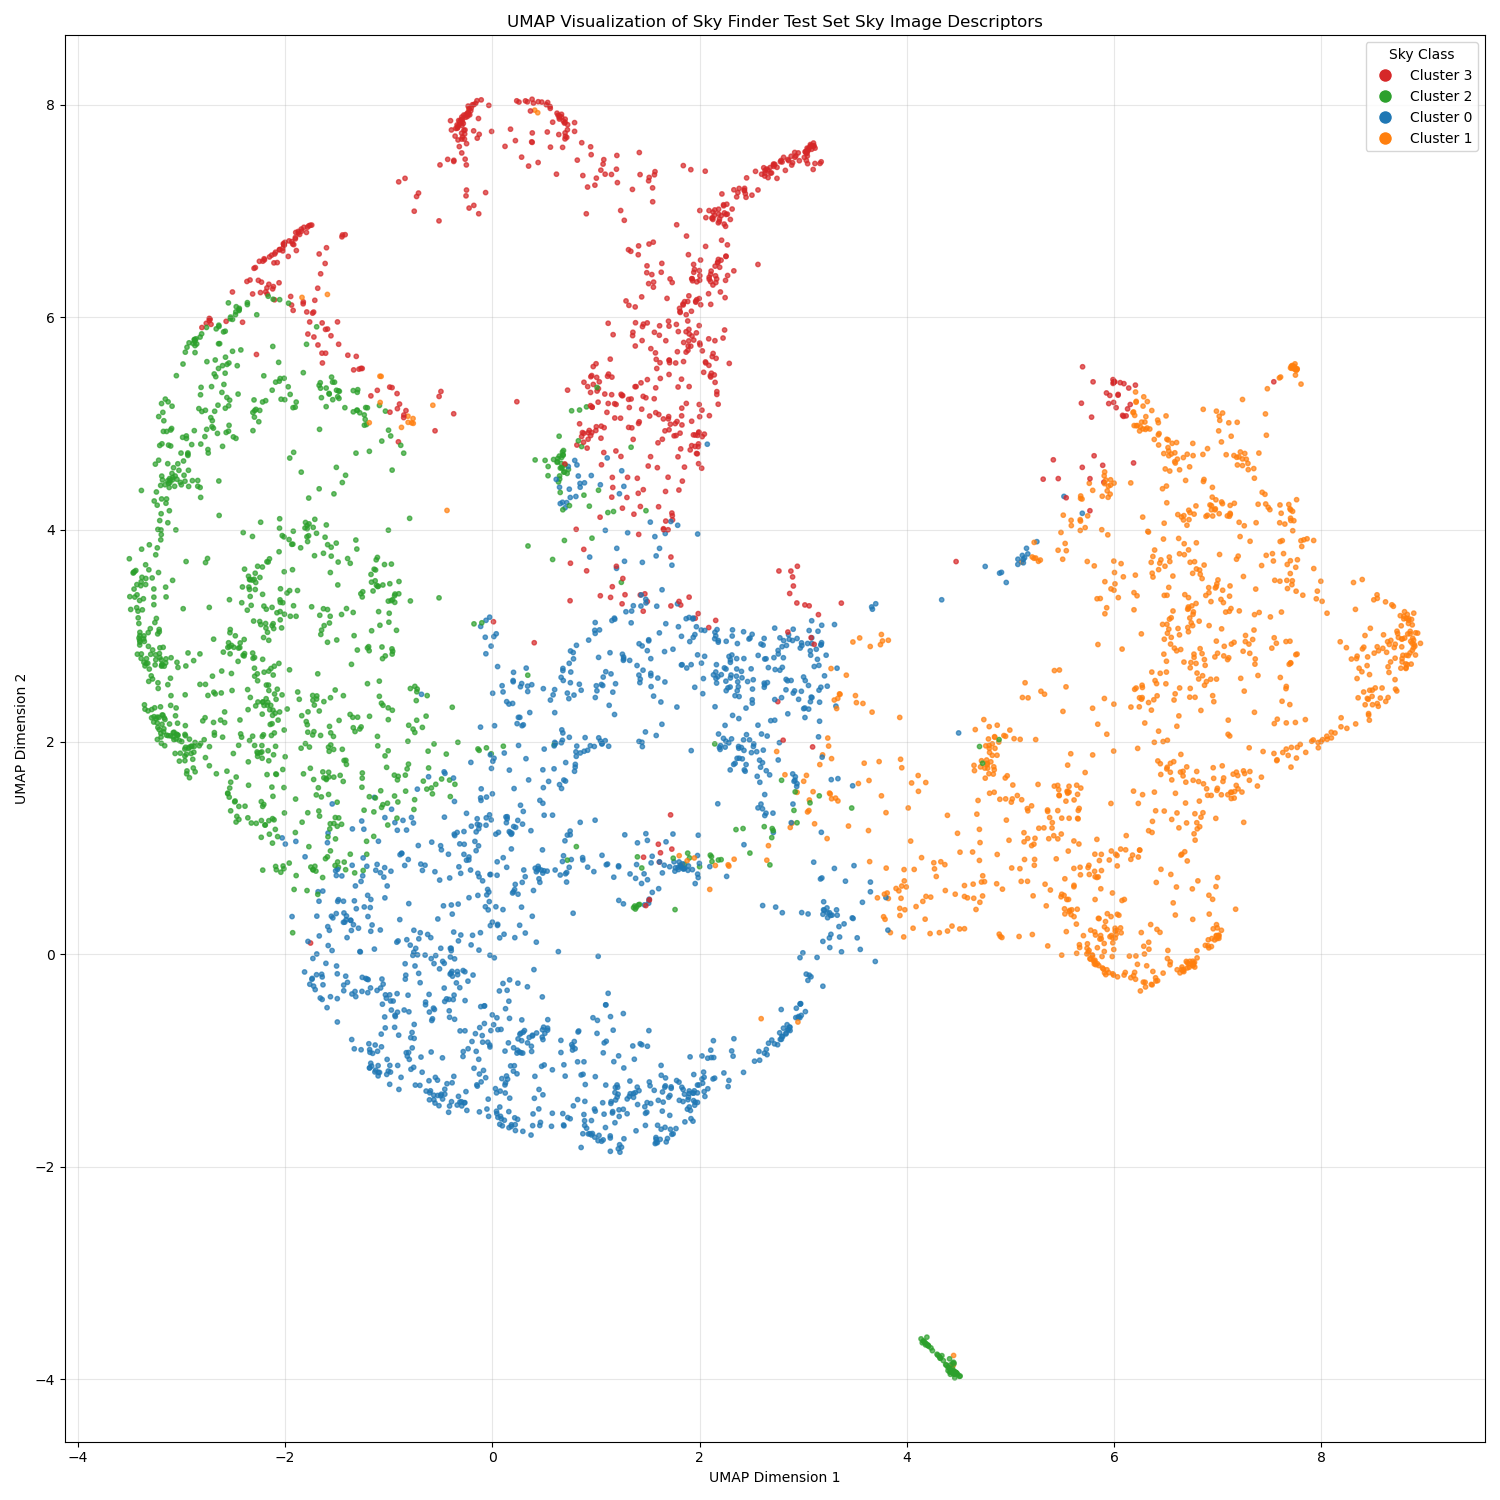 UMAP Visualization of Sky Finder Test Set Sky Image Descriptors
Sky Class
Cluster 3
Cluster 2
Cluster 0
Cluster 1
8
6
4
2
0
−2
−4
UMAP Dimension 2
−4 −2 0 2 4 6 8
UMAP Dimension 1